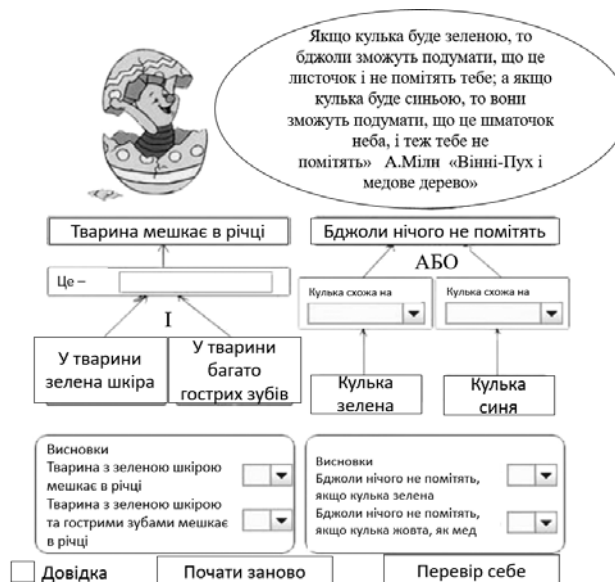 Якщо кулька буде зеленою, то
бджоли зможуть подумати, що це
листочок і не помітять тебе; а якщо
кулька буде синьою, то вони
зможуть подумати, що це шматочок
неба, і теж тебе не
помітять» А.Мілн «Вінні-Пух і
медове дерево»
Тварина мешкає в річці
Бджоли нічого не помітять
АБО
Це –
Кулька схожа на
Кулька схожа на
І
У тварини
зелена шкіра
У тварини
багато
гострих зубів
Кулька
зелена
Кулька
синя
Висновки
Тварина з зеленою шкірою
мешкає в річці
Тварина з зеленою шкірою
та гострими зубами мешкає
в річці
Висновки
Бджоли нічого не помітять,
якщо кулька зелена
Бджоли нічого не помітять,
якщо кулька жовта, як мед
Довідка
Почати заново
Перевір себе